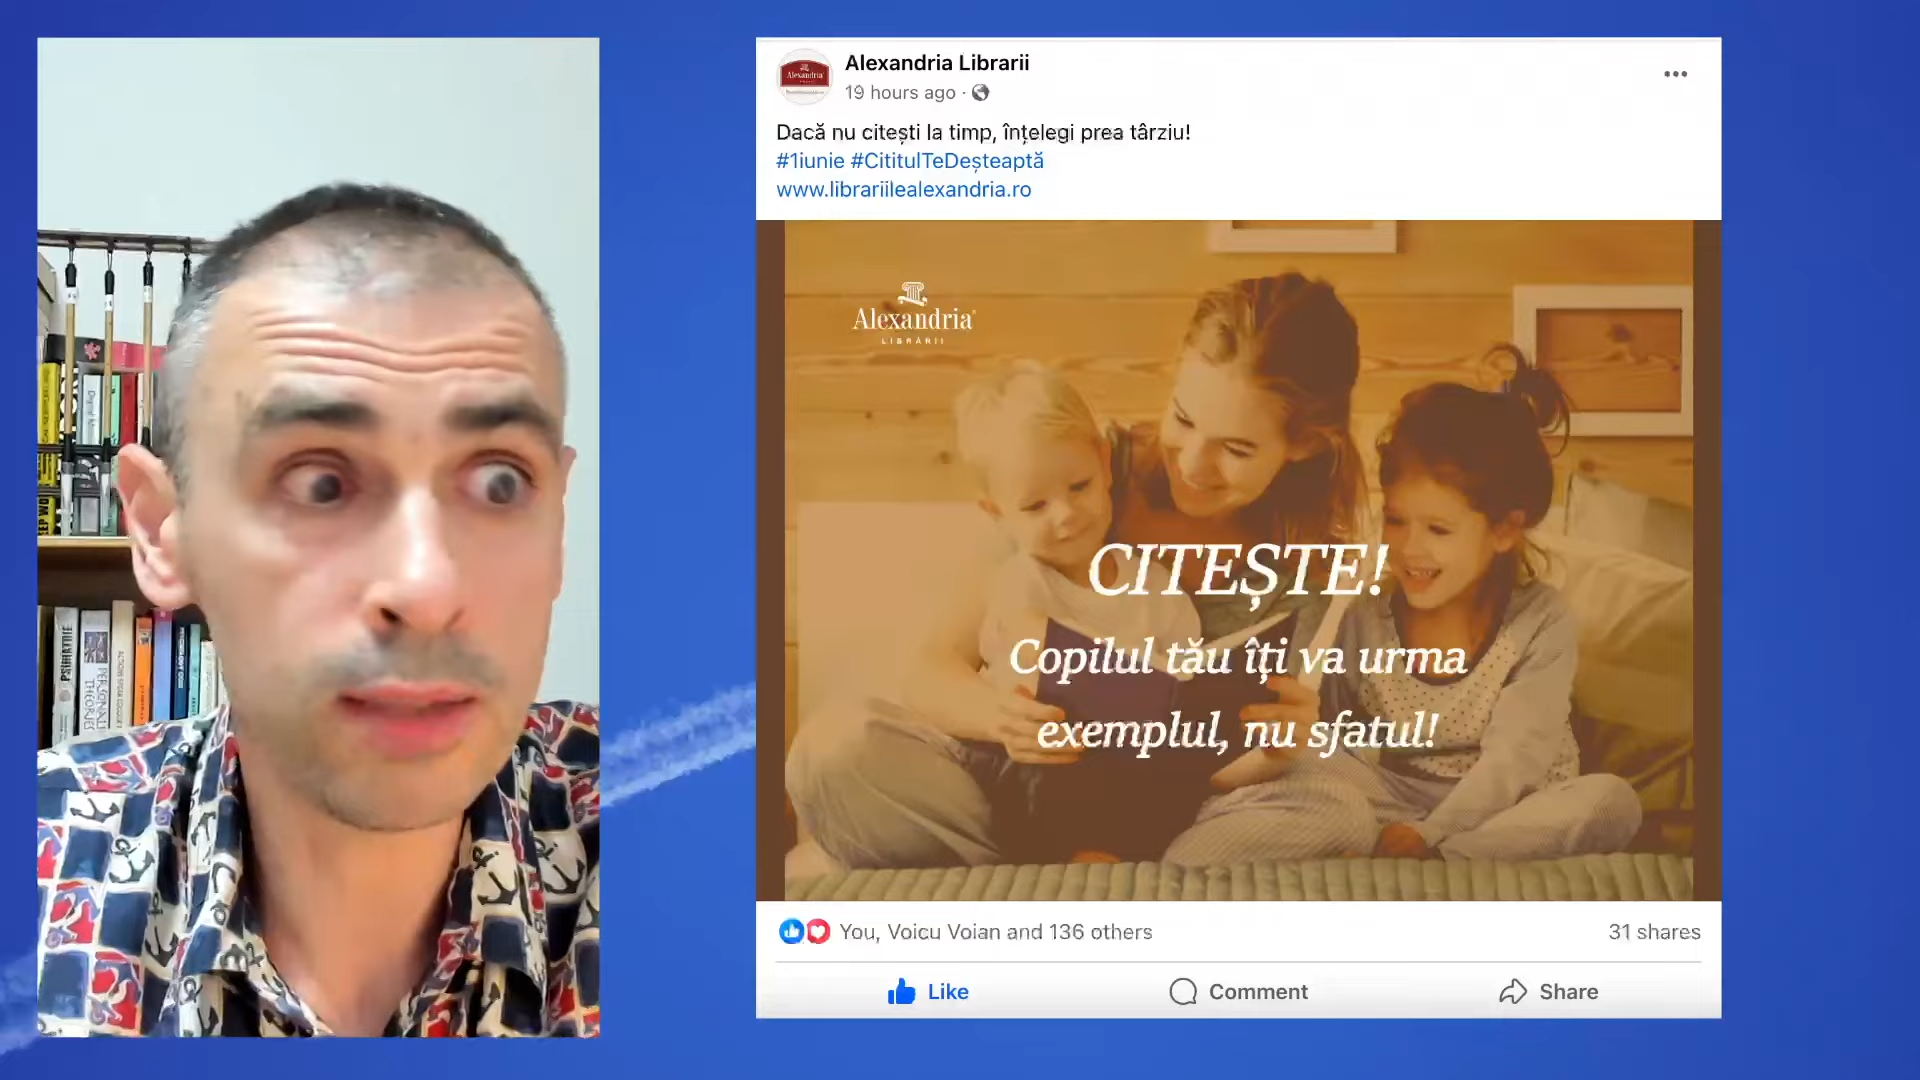 Alexandria Librarii
19 hours ago ·
Dacă nu citești la timp, înțelegi prea târziu!
#1iunie #CititulTeDeșteaptă
www.librariilealexandria.ro
Alexandria
LIBRĂRII
CITEȘTE!
Copilul tău îți va urma
exemplul, nu sfatul!
You, Voicu Voian and 136 others
31 shares
Like
Comment
Share
PSIHIATRIE